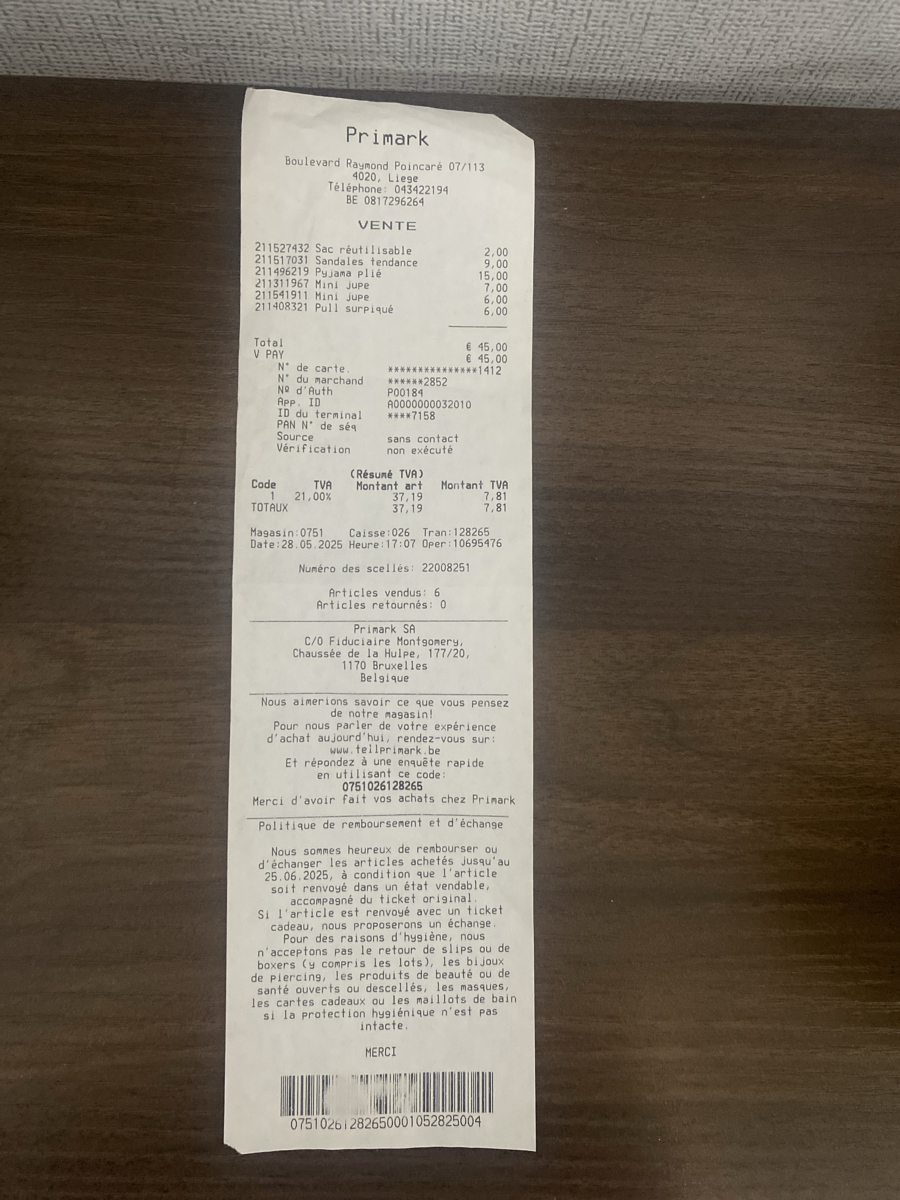 Primark
Boulevard Raymond Poincaré 07/113
4020, Liege
Téléphone: 043422194
BE 0817296264
VENTE
211527432 Sac réutilisable 2,00
211517031 Sandales tendance 9,00
211496219 Pyjama plié 15,00
211311967 Mini jupe 7,00
211541911 Mini jupe 6,00
211408321 Pull surpiqué 6,00
Total € 45,00
V PAY € 45,00
N° de carte. ***************1412
N° du marchand ******2852
Nº d'Auth P00184
App. ID A0000000032010
ID du terminal ****7158
PAN N° de séq
Source sans contact
Vérification non exécuté
(Résumé TVA)
Code TVA Montant art Montant TVA
1 21,00% 37,19 7,81
TOTAUX 37,19 7,81
Magasin:0751 Caisse:026 Tran:128265
Date:28.05.2025 Heure:17:07 Oper:10695476
Numéro des scellés: 22008251
Articles vendus: 6
Articles retournés: 0
Primark SA
C/O Fiduciaire Montgomery,
Chaussée de la Hulpe, 177/20,
1170 Bruxelles
Belgique
Nous aimerions savoir ce que vous pensez
de notre magasin!
Pour nous parler de votre expérience
d'achat aujourd'hui, rendez-vous sur:
www.tellprimark.be
Et répondez à une enquête rapide
en utilisant ce code:
0751026128265
Merci d'avoir fait vos achats chez Primark
Politique de remboursement et d'échange
Nous sommes heureux de rembourser ou
d'échanger les articles achetés jusqu'au
25.06.2025, à condition que l'article
soit renvoyé dans un état vendable,
accompagné du ticket original.
Si l'article est renvoyé avec un ticket
cadeau, nous proposerons un échange.
Pour des raisons d'hygiène, nous
n'acceptons pas le retour de slips ou de
boxers (y compris les lots), les bijoux
de piercing, les produits de beauté ou de
santé ouverts ou descellés, les masques,
les cartes cadeaux ou les maillots de bain
si la protection hygiénique n'est pas
intacte.
MERCI
07510261282650001052825004